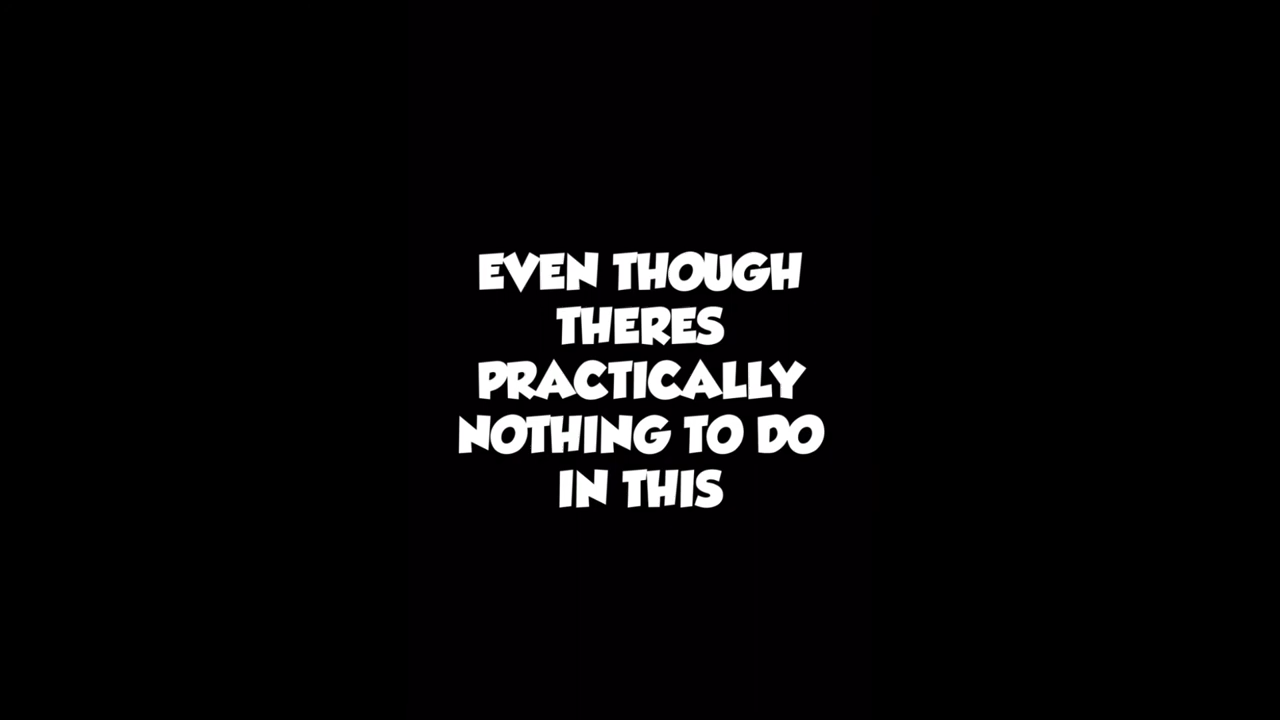 EVEN THOUGH
THERES
PRACTICALLY
NOTHING TO DO
IN THIS